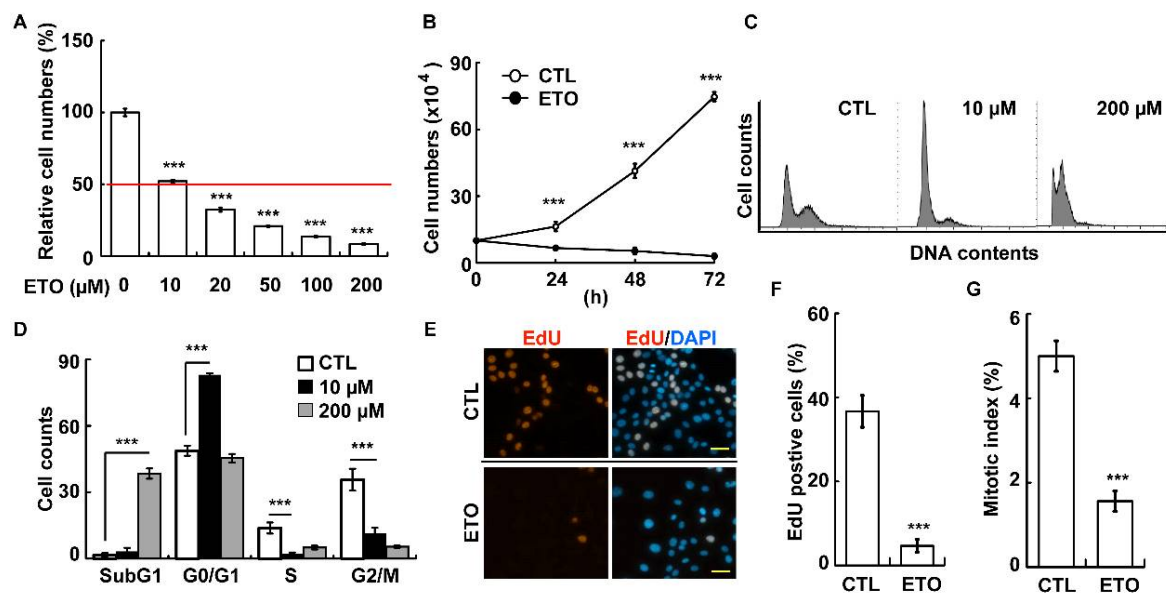 A
Relative cell numbers (%)
150
100
50
0
***
***
***
***
***
ETO (µM) 0 10 20 50 100 200
B
Cell numbers (x10⁴)
90
60
30
0
CTL
ETO
***
***
***
0 24 48 72
(h)
C
Cell counts
CTL 10 µM 200 µM
DNA contents
D
Cell counts
90
60
30
0
CTL
10 µM
200 µM
***
***
***
***
SubG1 G0/G1 S G2/M
E
EdU EdU/DAPI
CTL
ETO
F
EdU postive cells (%)
60
40
20
0
***
CTL ETO
G
Mitotic index (%)
6
4
2
0
***
CTL ETO